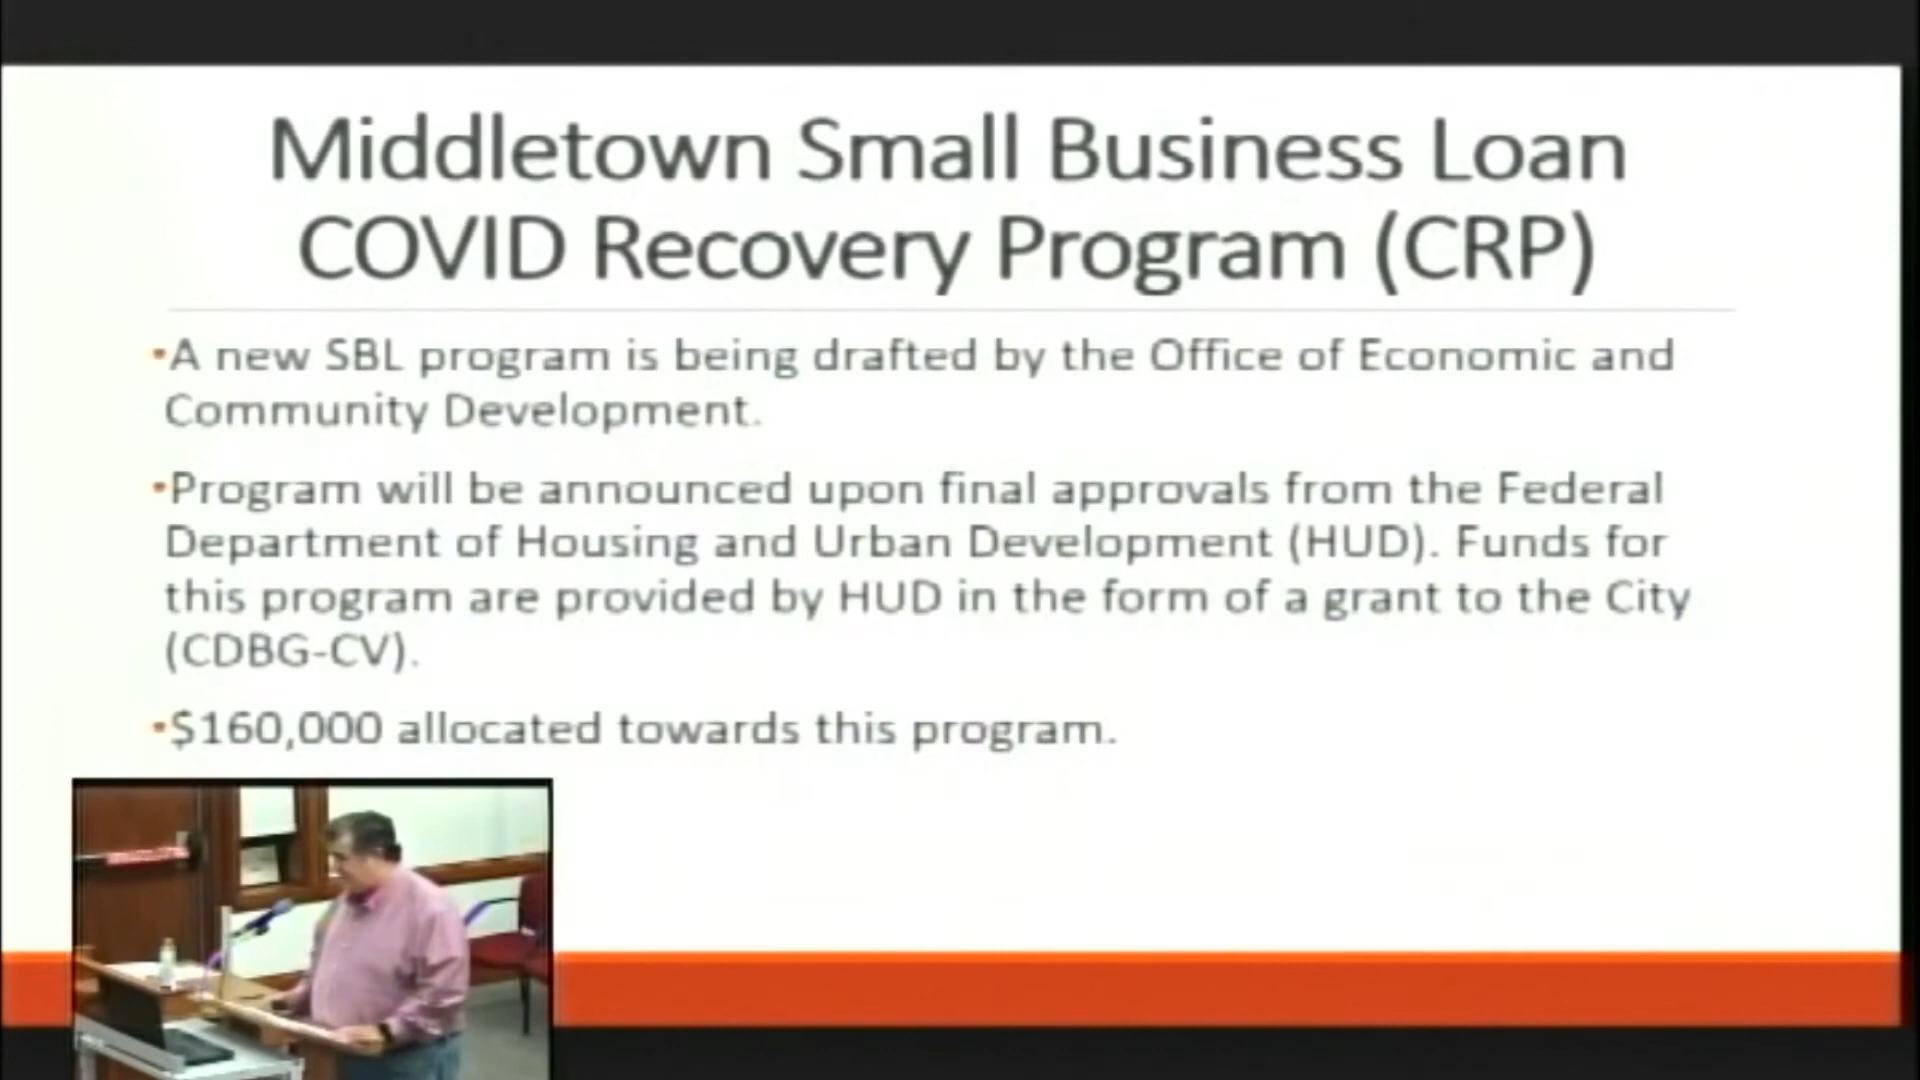 Middletown Small Business Loan
COVID Recovery Program (CRP)
•A new SBL program is being drafted by the Office of Economic and
Community Development.
•Program will be announced upon final approvals from the Federal
Department of Housing and Urban Development (HUD). Funds for
this program are provided by HUD in the form of a grant to the City
(CDBG-CV).
•$160,000 allocated towards this program.